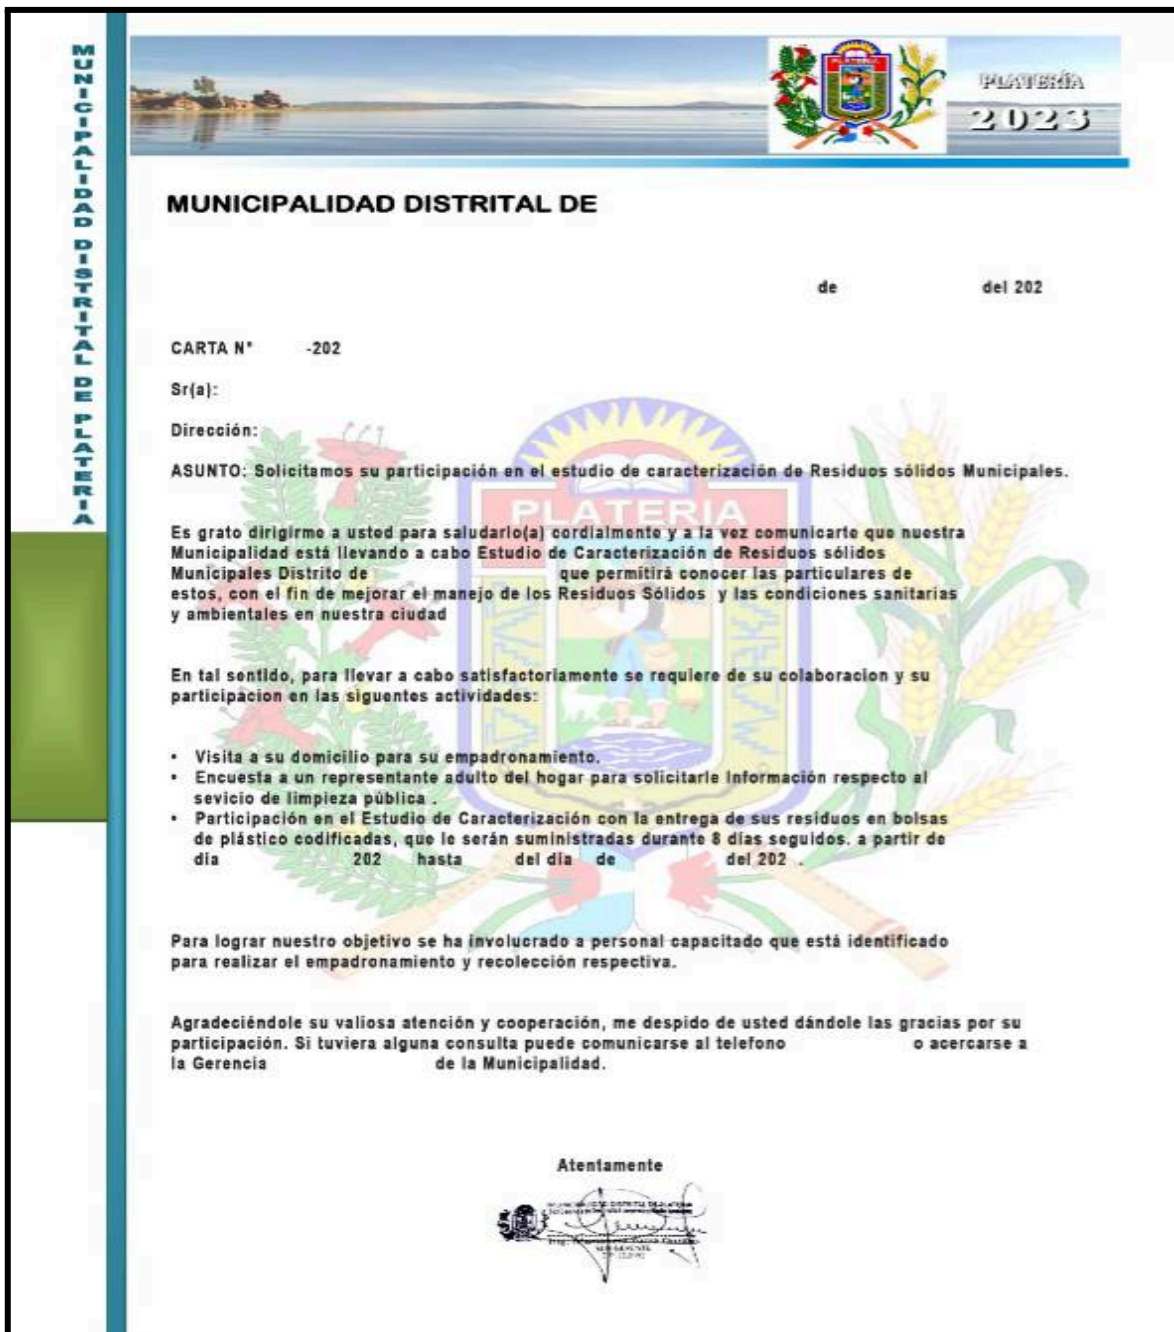 MUNICIPALIDAD DISTRITAL DE PLATERIA
PLATERÍA
2023
MUNICIPALIDAD DISTRITAL DE
de del 202
CARTA N° -202
Sr(a):
Dirección:
ASUNTO: Solicitamos su participación en el estudio de caracterización de Residuos sólidos Municipales.
PLATERIA
Es grato dirigirme a usted para saludarlo(a) cordialmente y a la vez comunicarte que nuestra
Municipalidad está llevando a cabo Estudio de Caracterización de Residuos sólidos
Municipales Distrito de que permitirá conocer las particulares de
estos, con el fin de mejorar el manejo de los Residuos Sólidos y las condiciones sanitarias
y ambientales en nuestra ciudad
En tal sentido, para llevar a cabo satisfactoriamente se requiere de su colaboracion y su
participacion en las siguentes actividades:
• Visita a su domicilio para su empadronamiento.
• Encuesta a un representante adulto del hogar para solicitarle Información respecto al
sevicio de limpieza pública .
• Participación en el Estudio de Caracterización con la entrega de sus residuos en bolsas
de plástico codificadas, que le serán suministradas durante 8 días seguidos. a partir de
día 202 hasta del día de del 202 .
Para lograr nuestro objetivo se ha involucrado a personal capacitado que está identificado
para realizar el empadronamiento y recolección respectiva.
Agradeciéndole su valiosa atención y cooperación, me despido de usted dándole las gracias por su
participación. Si tuviera alguna consulta puede comunicarse al telefono o acercarse a
la Gerencia de la Municipalidad.
Atentamente
MUNICIPALIDAD DISTRITAL DE PLATERIA